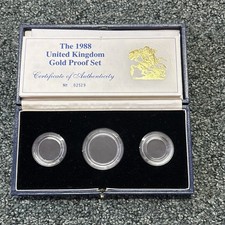 The 1988
United Kingdom
Gold Proof Set
Certificate of Authenticity